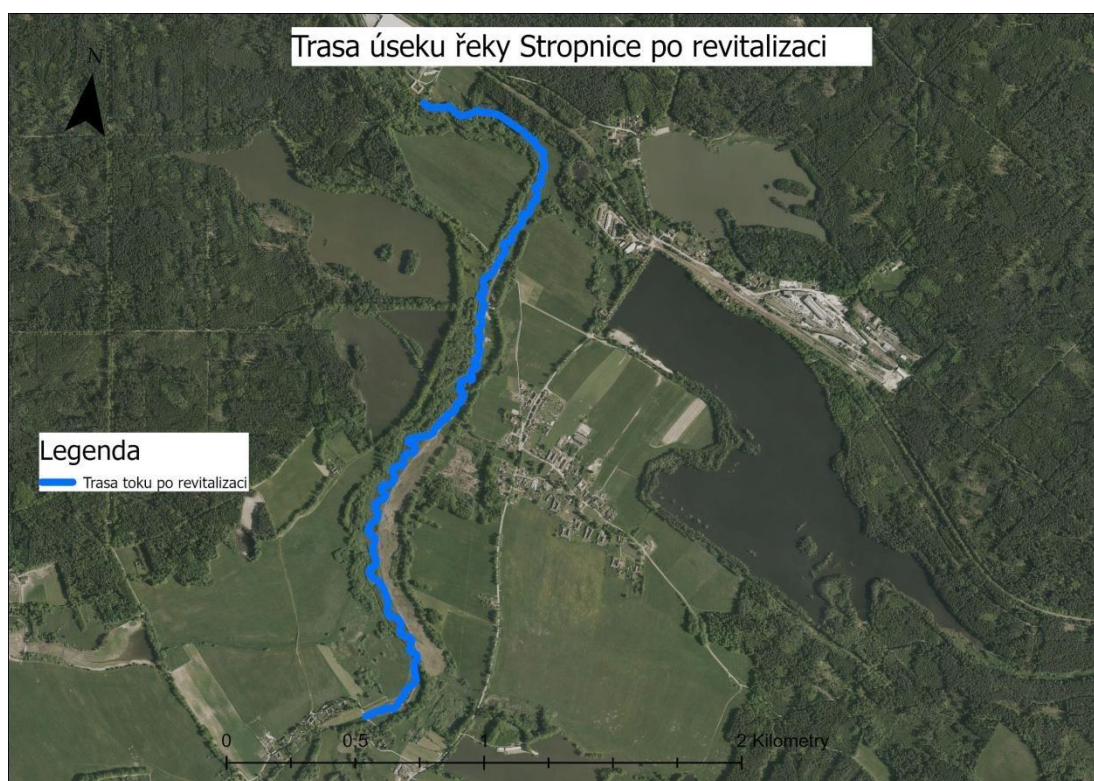 Trasa úseku řeky Stropnice po revitalizaci
N
Legenda
Trasa toku po revitalizaci
0 0,5 1 2 Kilometry